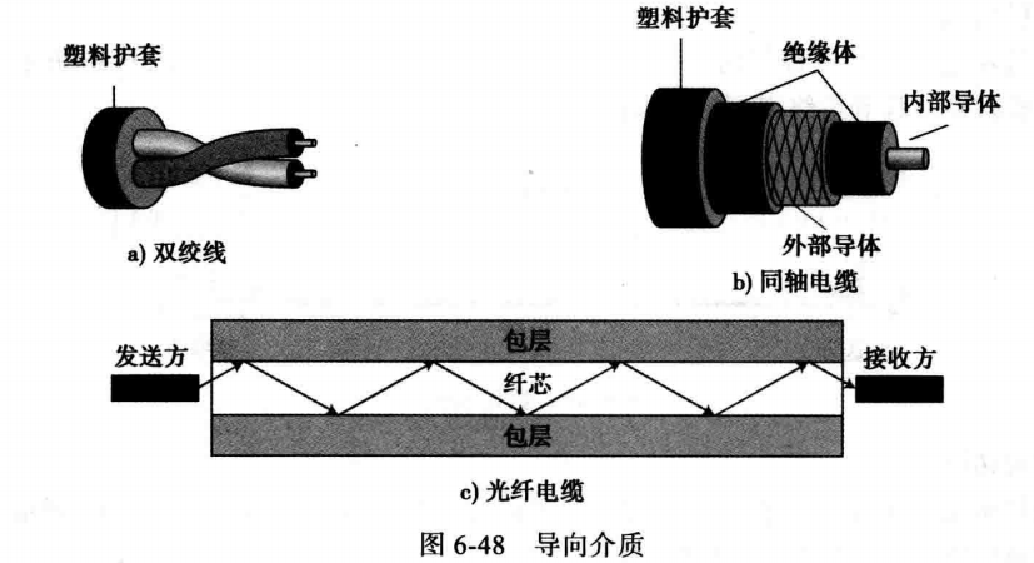 塑料护套
a) 双绞线
塑料护套
绝缘体
内部导体
外部导体
b) 同轴电缆
发送方
包层
纤芯
包层
接收方
c) 光纤电缆
图 6-48 导向介质